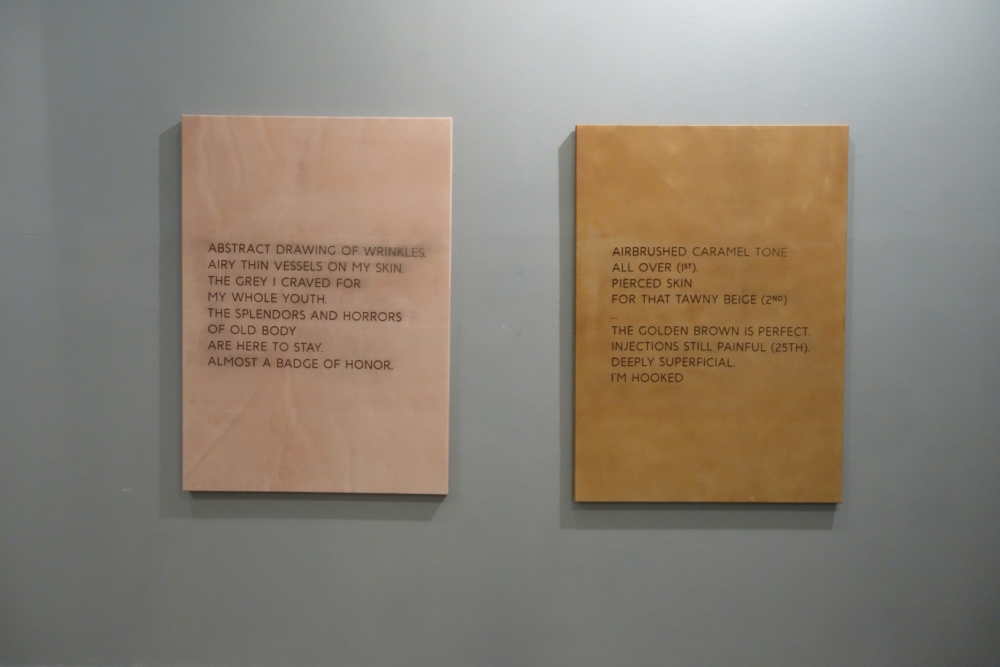 ABSTRACT DRAWING OF WRINKLES.
AIRY THIN VESSELS ON MY SKIN.
THE GREY I CRAVED FOR
MY WHOLE YOUTH.
THE SPLENDORS AND HORRORS
OF OLD BODY
ARE HERE TO STAY.
ALMOST A BADGE OF HONOR.
AIRBRUSHED CARAMEL TONE
ALL OVER (1ST).
PIERCED SKIN
FOR THAT TAWNY BEIGE (2ND)
...
THE GOLDEN BROWN IS PERFECT.
INJECTIONS STILL PAINFUL (25TH).
DEEPLY SUPERFICIAL.
I'M HOOKED